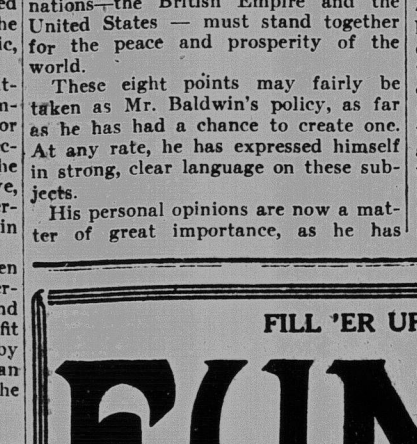 nations—the British Empire and the
United States — must stand together
for the peace and prosperity of the
world.
These eight points may fairly be
taken as Mr. Baldwin's policy, as far
as he has had a chance to create one.
At any rate, he has expressed himself
in strong, clear language on these sub-
jects.
His personal opinions are now a mat-
ter of great importance, as he has
FILL 'ER UP
FUN